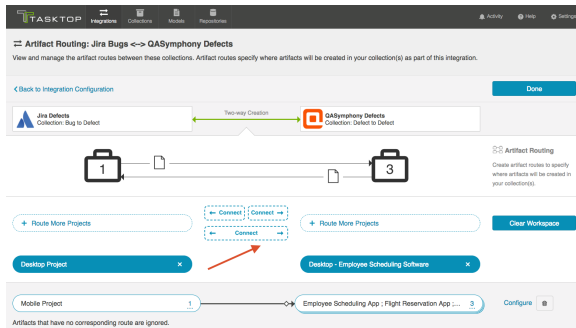 TASKTOP
Integrations
Collections
Models
Repositories
Activity
Help
Settings
Artifact Routing: Jira Bugs <--> QASymphony Defects
View and manage the artifact routes between these collections. Artifact routes specify where artifacts will be created in your collection(s) as part of this integration.
Back to Integration Configuration
Done
Jira Defects
Collection: Bug to Defect
Two-way Creation
QASymphony Defects
Collection: Defect to Defect
1
3
Artifact Routing
Create artifact routes to specify
where artifacts will be created in
your collection(s).
+ Route More Projects
← Connect
Connect →
← Connect →
+ Route More Projects
Clear Workspace
Desktop Project ×
Desktop - Employee Scheduling Software ×
Mobile Project 1
Employee Scheduling App ; Flight Reservation App ;... 3
Configure
Artifacts that have no corresponding route are ignored.